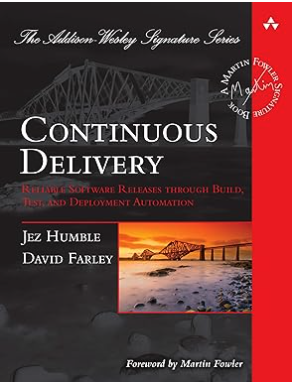 The Addison-Wesley Signature Series
A MARTIN FOWLER SIGNATURE BOOK
Martin
CONTINUOUS
DELIVERY
RELIABLE SOFTWARE RELEASES THROUGH BUILD,
TEST, AND DEPLOYMENT AUTOMATION
JEZ HUMBLE
DAVID FARLEY
Foreword by Martin Fowler